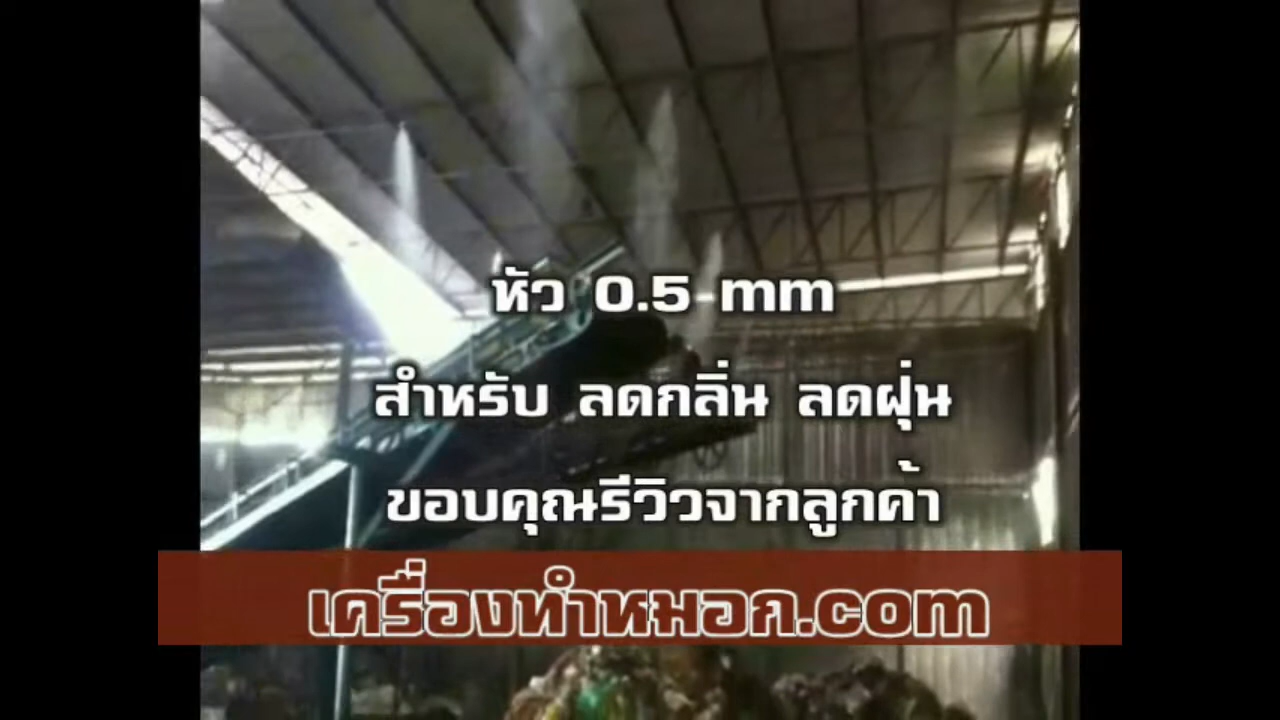 หัว 0.5 mm
สำหรับ ลดกลิ่น ลดฝุ่น
ขอบคุณรีวิวจากลูกค้า
เครื่องทำหมอก.com